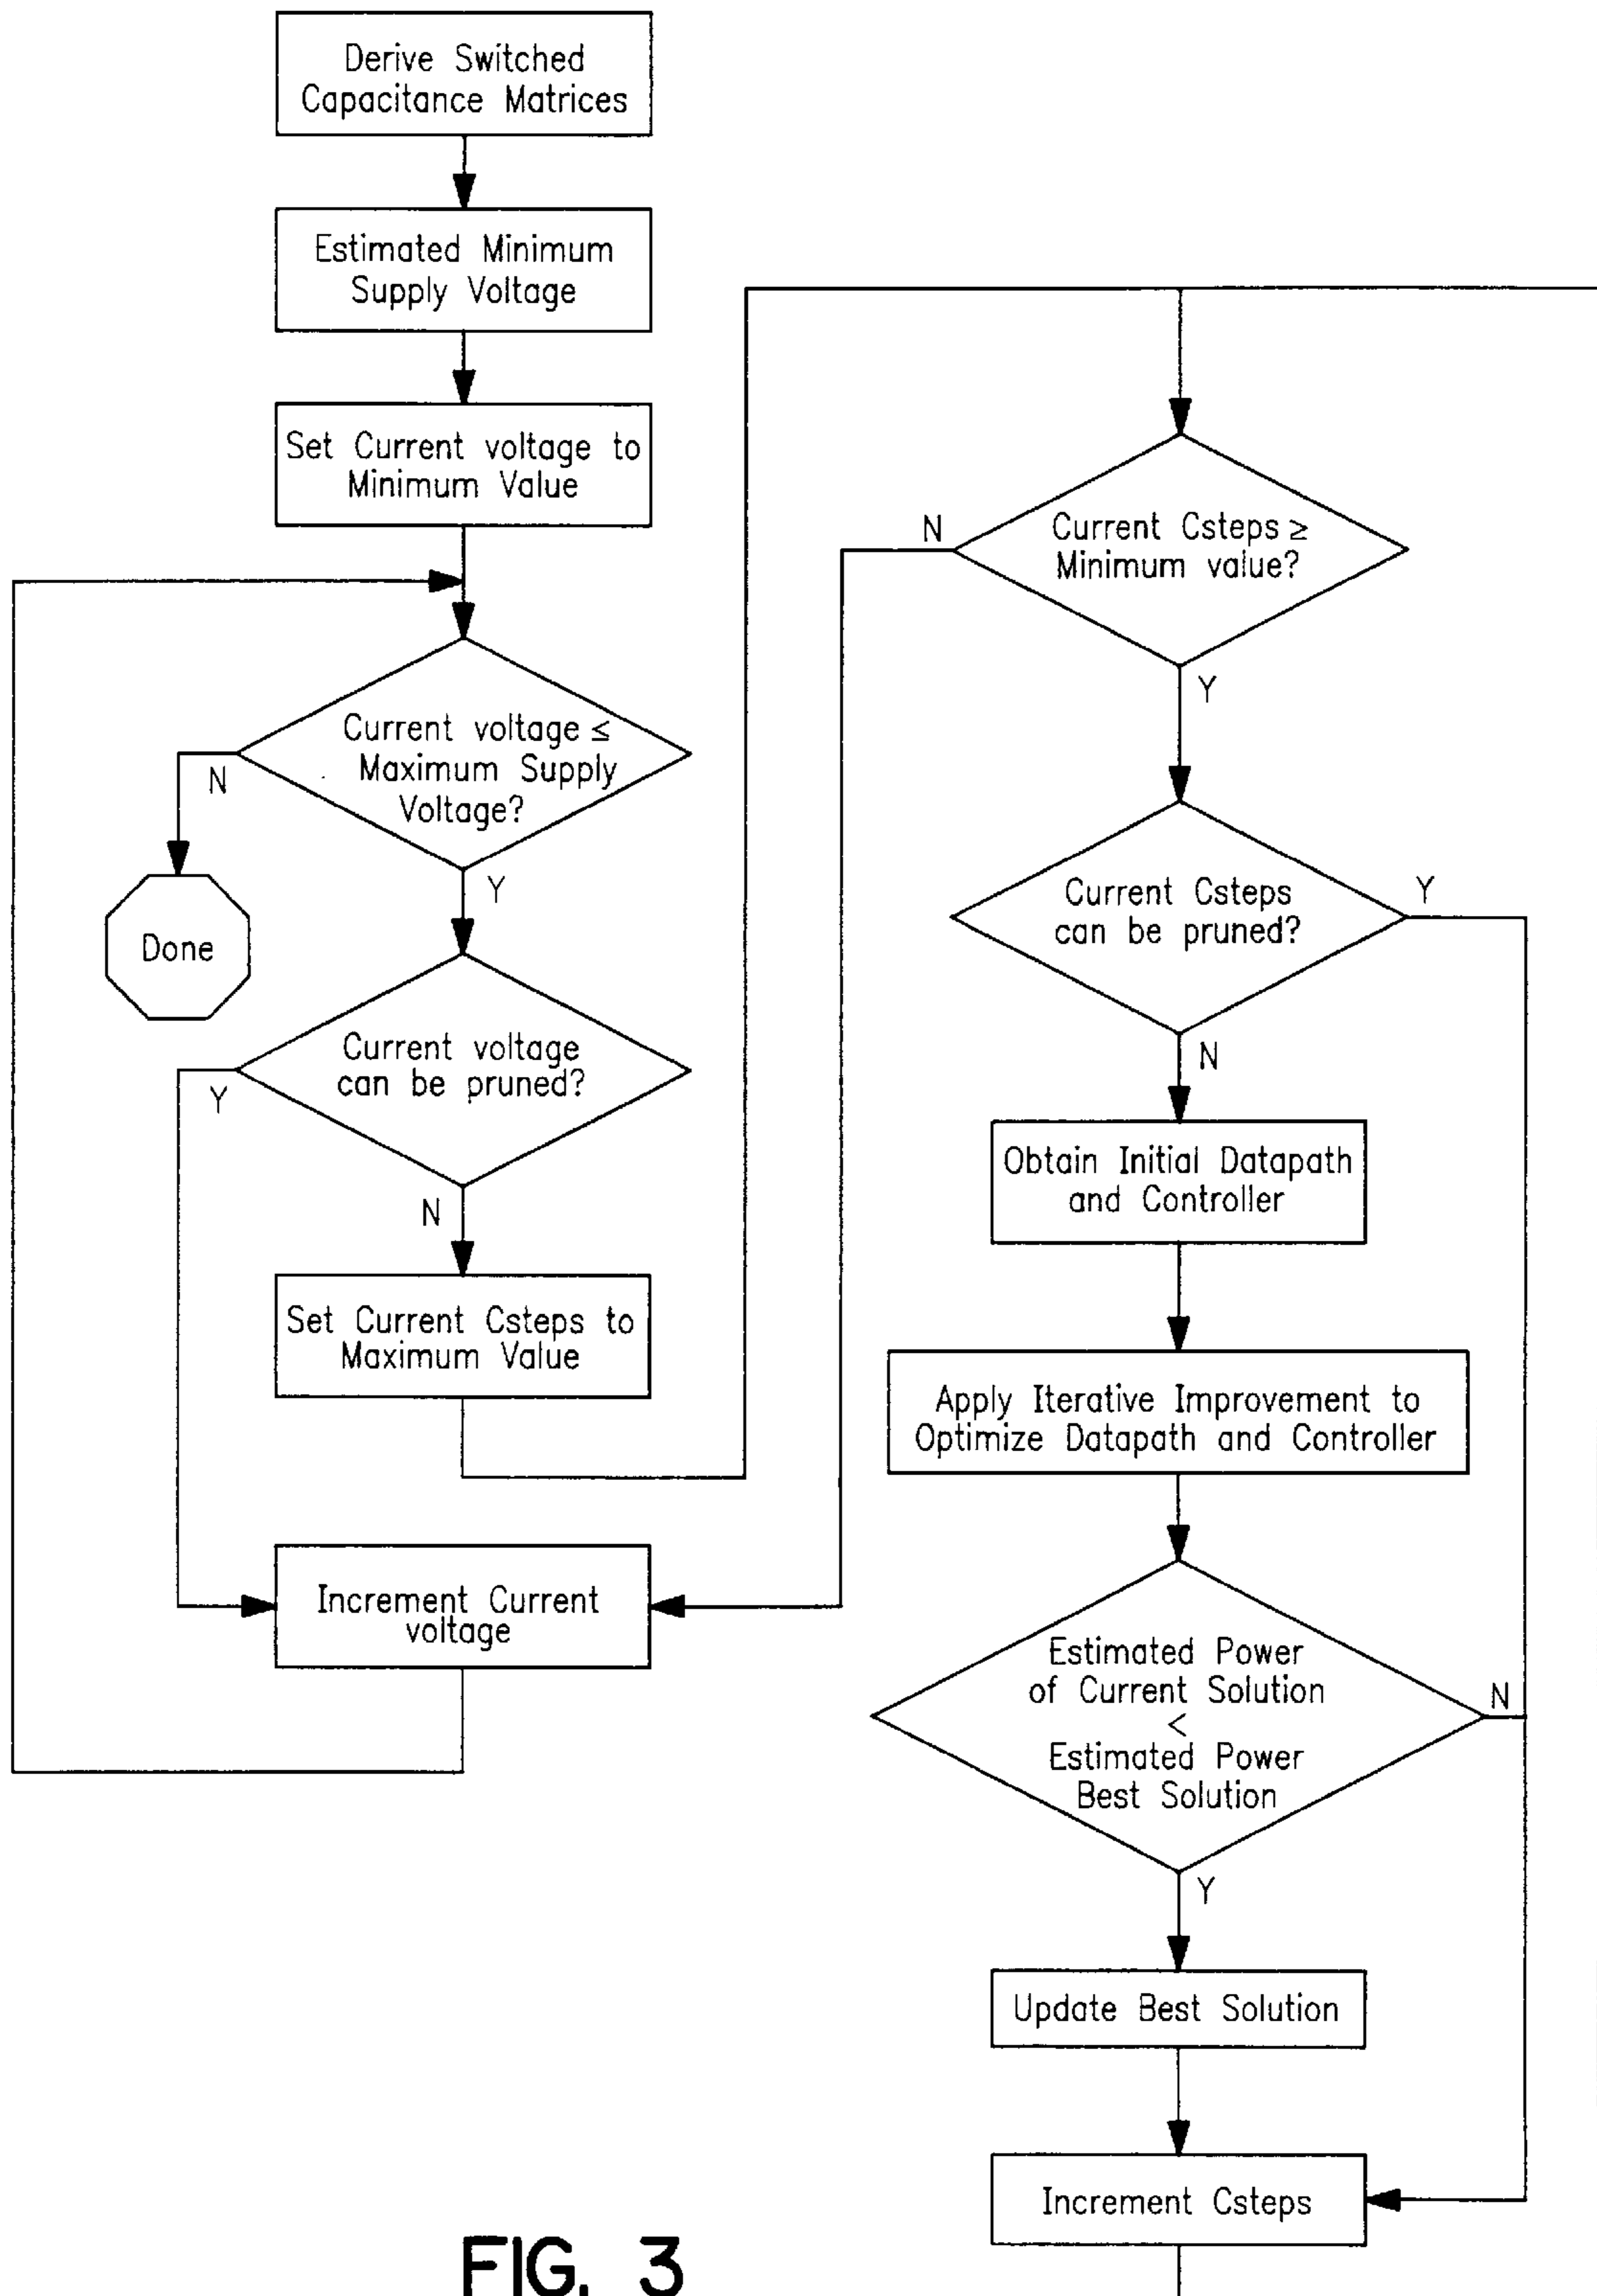 Derive Switched
Capacitance Matrices
Estimated Minimum
Supply Voltage
Set Current voltage to
Minimum Value
Current voltage ≤
Maximum Supply
Voltage?
N
Y
Done
Current voltage
can be pruned?
Y
N
Set Current Csteps to
Maximum Value
Increment Current
voltage
N
Current Csteps ≥
Minimum value?
Y
Current Csteps
can be pruned?
Y
N
Obtain Initial Datapath
and Controller
Apply Iterative Improvement to
Optimize Datapath and Controller
Estimated Power
of Current Solution
<
Estimated Power
Best Solution
N
Y
Update Best Solution
Increment Csteps
FIG. 3